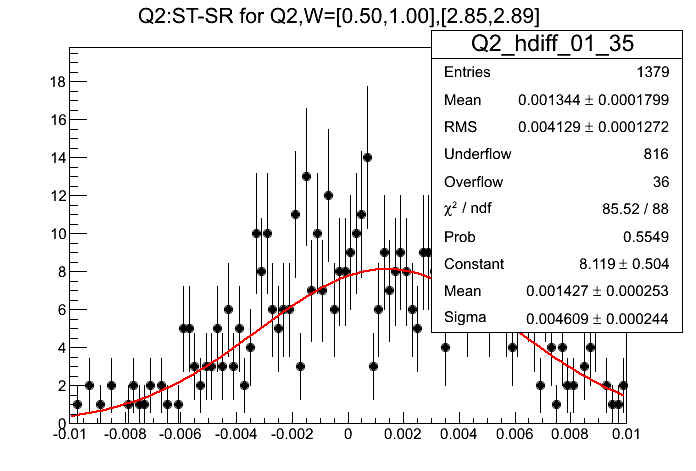 Q2:ST-SR for Q2,W=[0.50,1.00],[2.85,2.89]
Q2_hdiff_01_35
Entries 1379
Mean 0.001344 ± 0.0001799
RMS 0.004129 ± 0.0001272
Underflow 816
Overflow 36
χ² / ndf 85.52 / 88
Prob 0.5549
Constant 8.119 ± 0.504
Mean 0.001427 ± 0.000253
Sigma 0.004609 ± 0.000244
18
16
14
12
10
8
6
4
2
0
-0.01 -0.008 -0.006 -0.004 -0.002 0 0.002 0.004 0.006 0.008 0.01